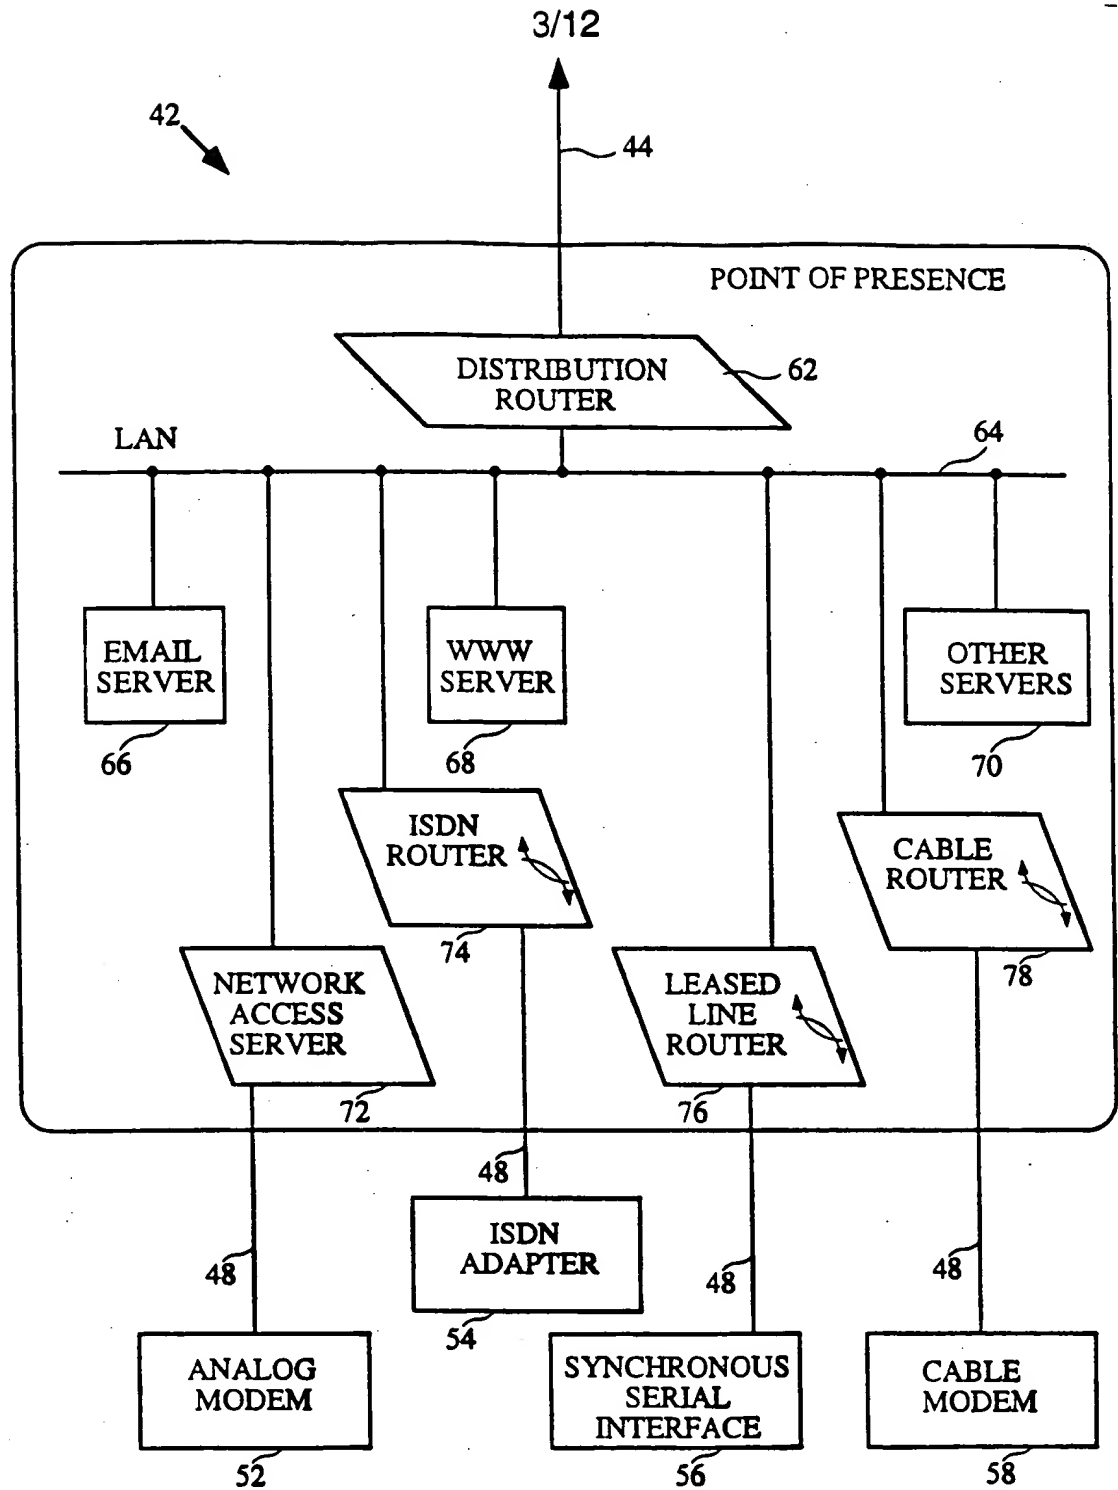 3/12
42
44
POINT OF PRESENCE
DISTRIBUTION
ROUTER
62
LAN
64
EMAIL
SERVER
66
WWW
SERVER
68
OTHER
SERVERS
70
ISDN
ROUTER
74
CABLE
ROUTER
78
NETWORK
ACCESS
SERVER
72
LEASED
LINE
ROUTER
76
48
ISDN
ADAPTER
54
48
48
48
ANALOG
MODEM
52
SYNCHRONOUS
SERIAL
INTERFACE
56
CABLE
MODEM
58